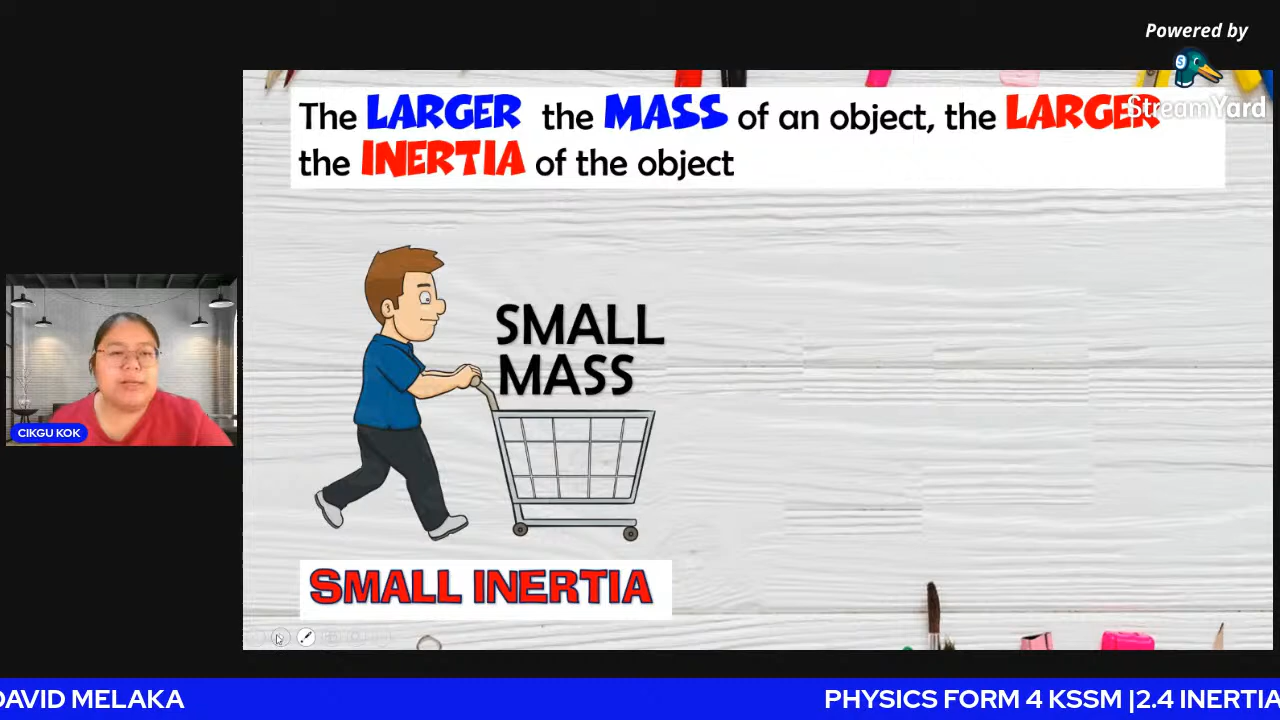 Powered by
StreamYard
The LARGER the MASS of an object, the LARGER
the INERTIA of the object
SMALL
MASS
CIKGU KOK
SMALL INERTIA
DAVID MELAKA
PHYSICS FORM 4 KSSM |2.4 INERTIA